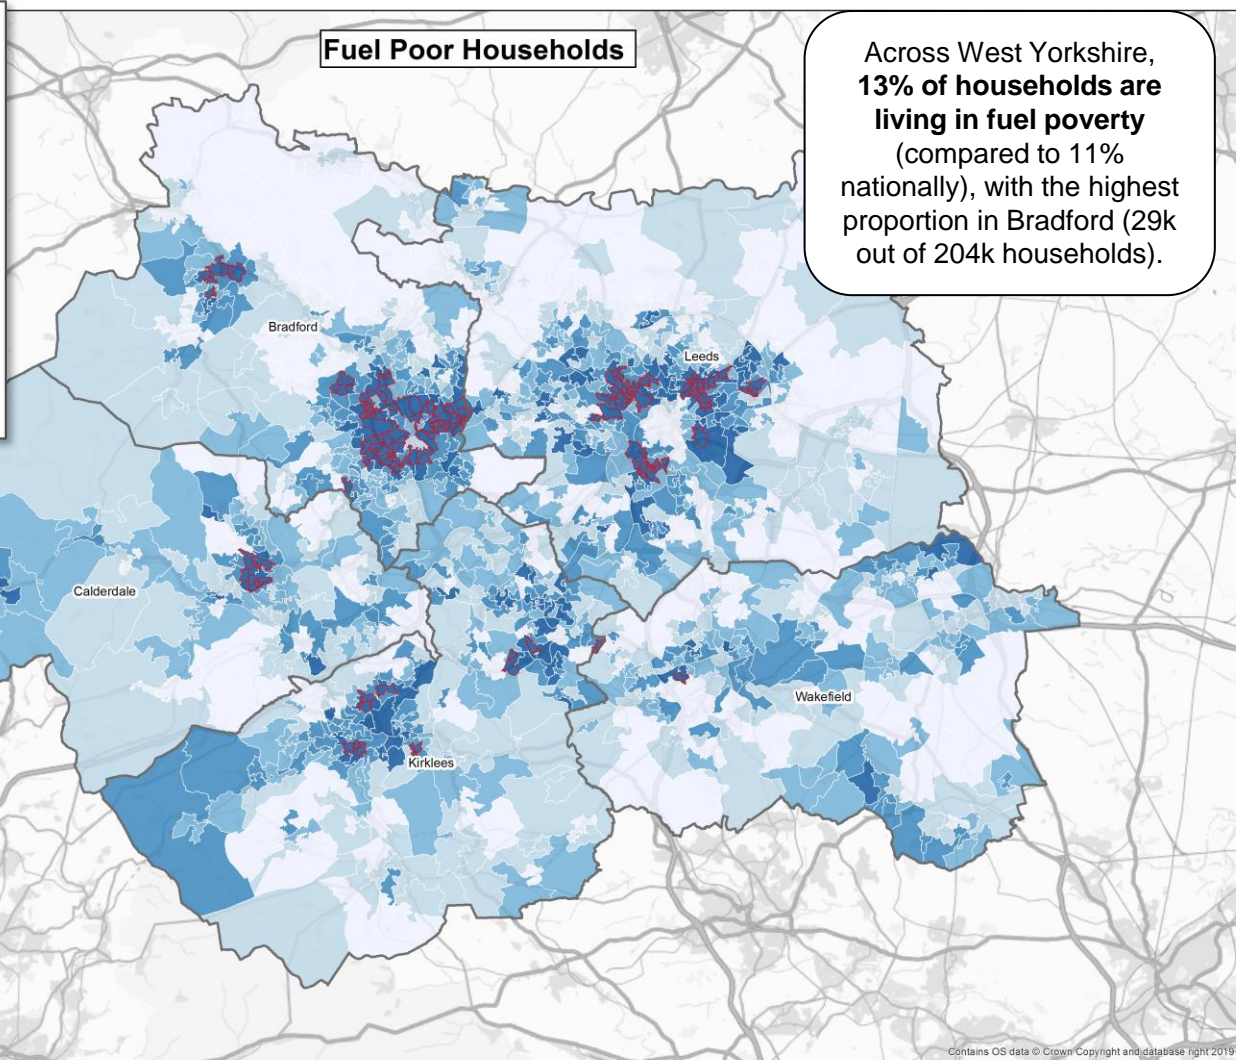 Fuel Poor Households
Across West Yorkshire,
13% of households are
living in fuel poverty
(compared to 11%
nationally), with the highest
proportion in Bradford (29k
out of 204k households).
Bradford
Leeds
Calderdale
Wakefield
Kirklees
Contains OS data © Crown Copyright and database right 2019